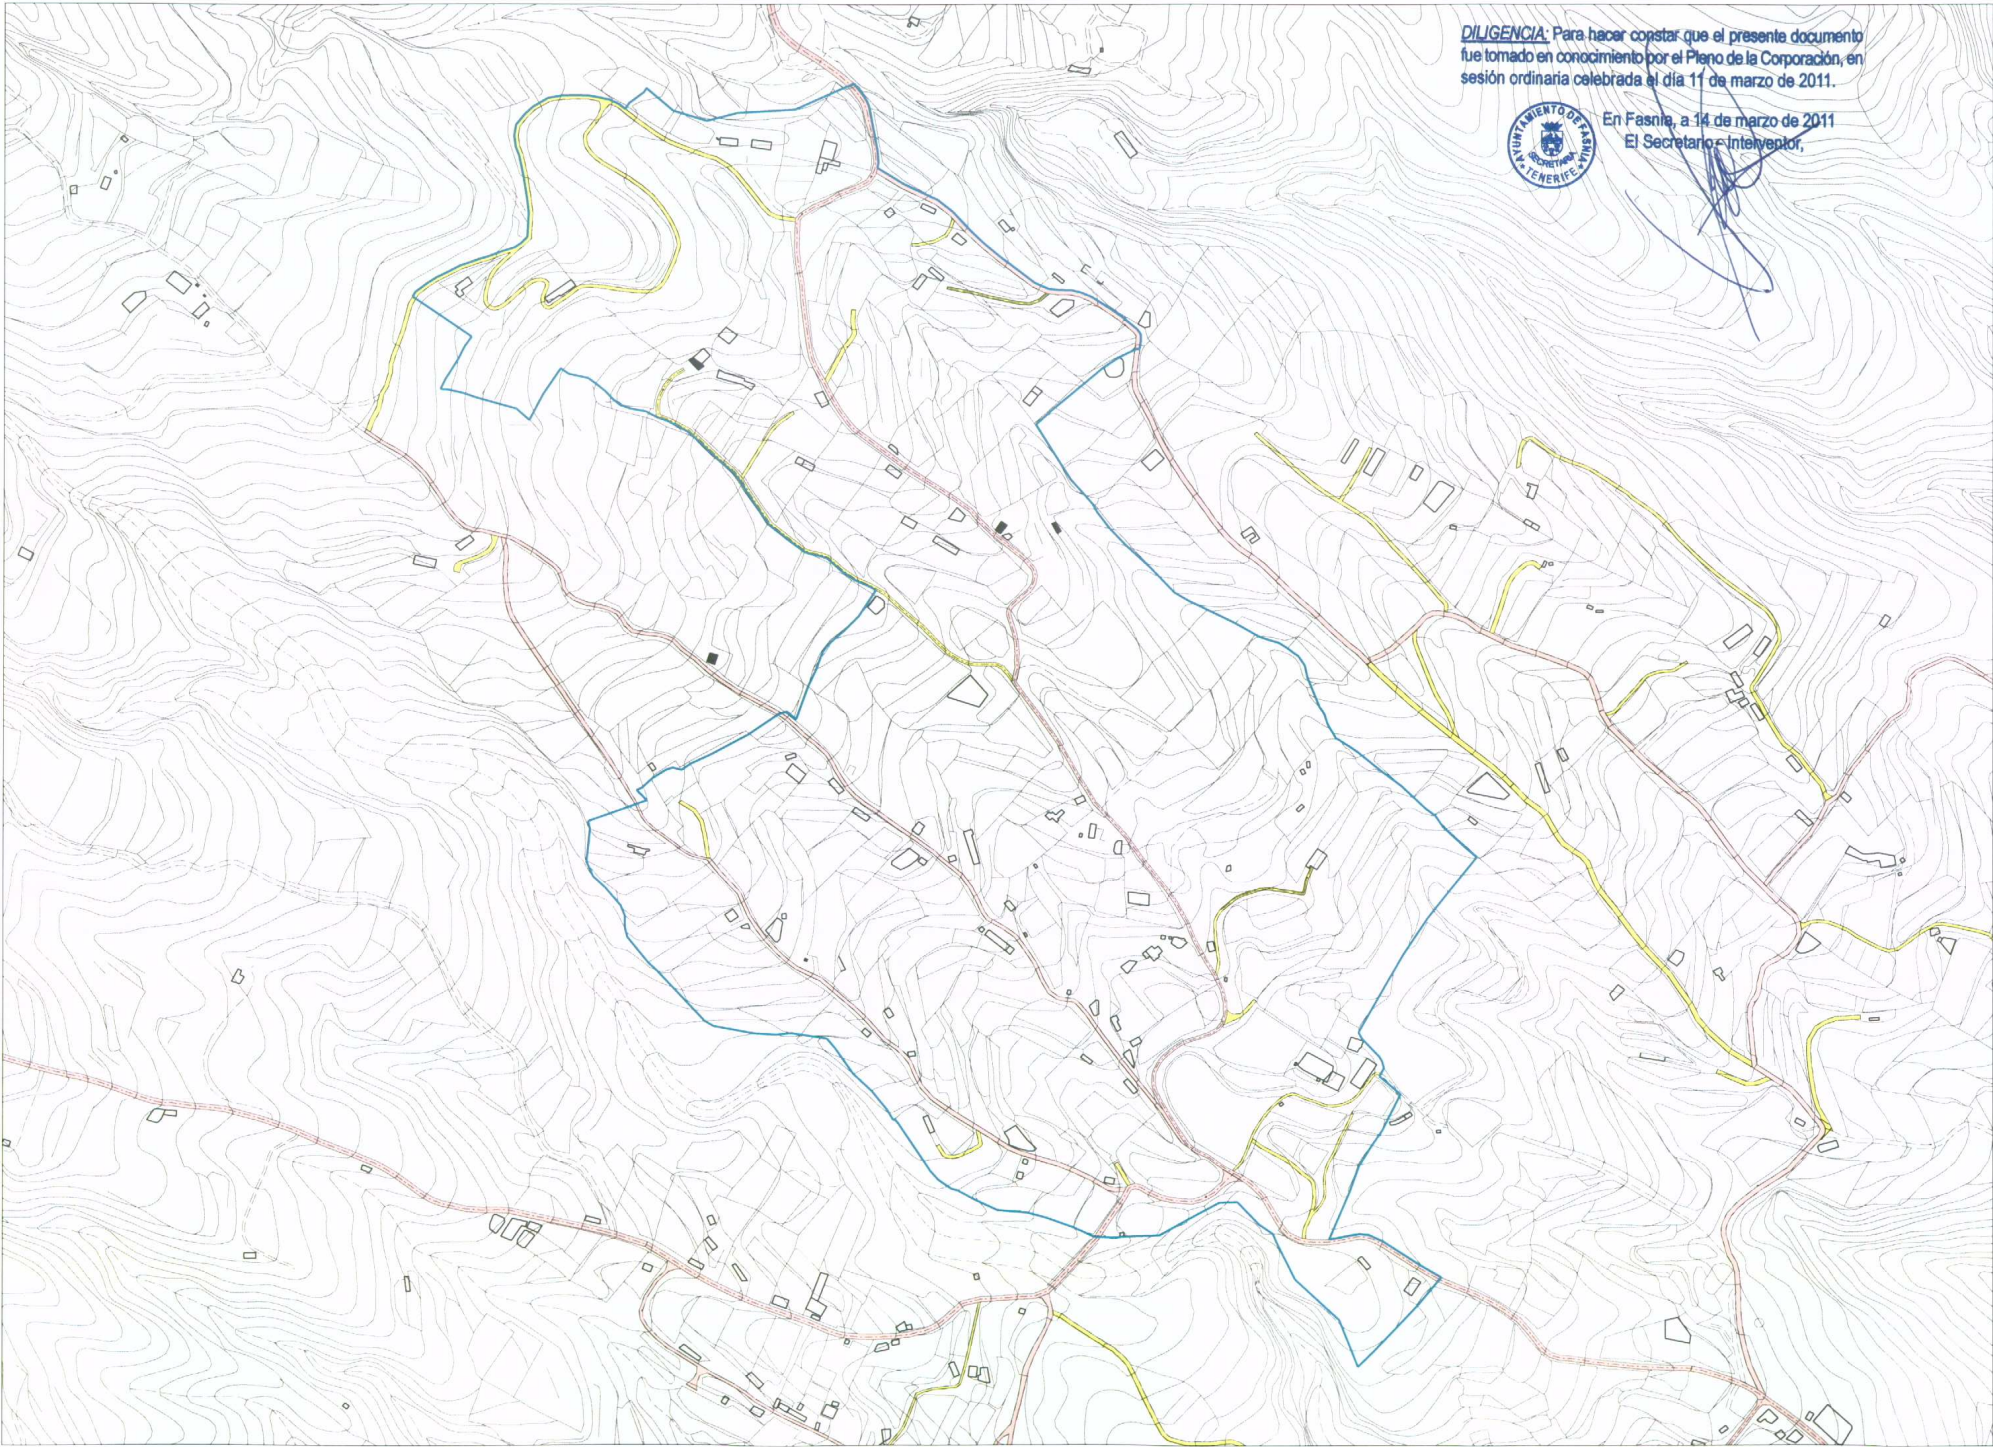 DILIGENCIA: Para hacer constar que el presente documento
fue tomado en conocimiento por el Pleno de la Corporación, en
sesión ordinaria celebrada el día 11 de marzo de 2011.
En Fasnia, a 14 de marzo de 2011
El Secretario - Interventor,
AYUNTAMIENTO DE FASNIA
SECRETARIA
TENERIFE